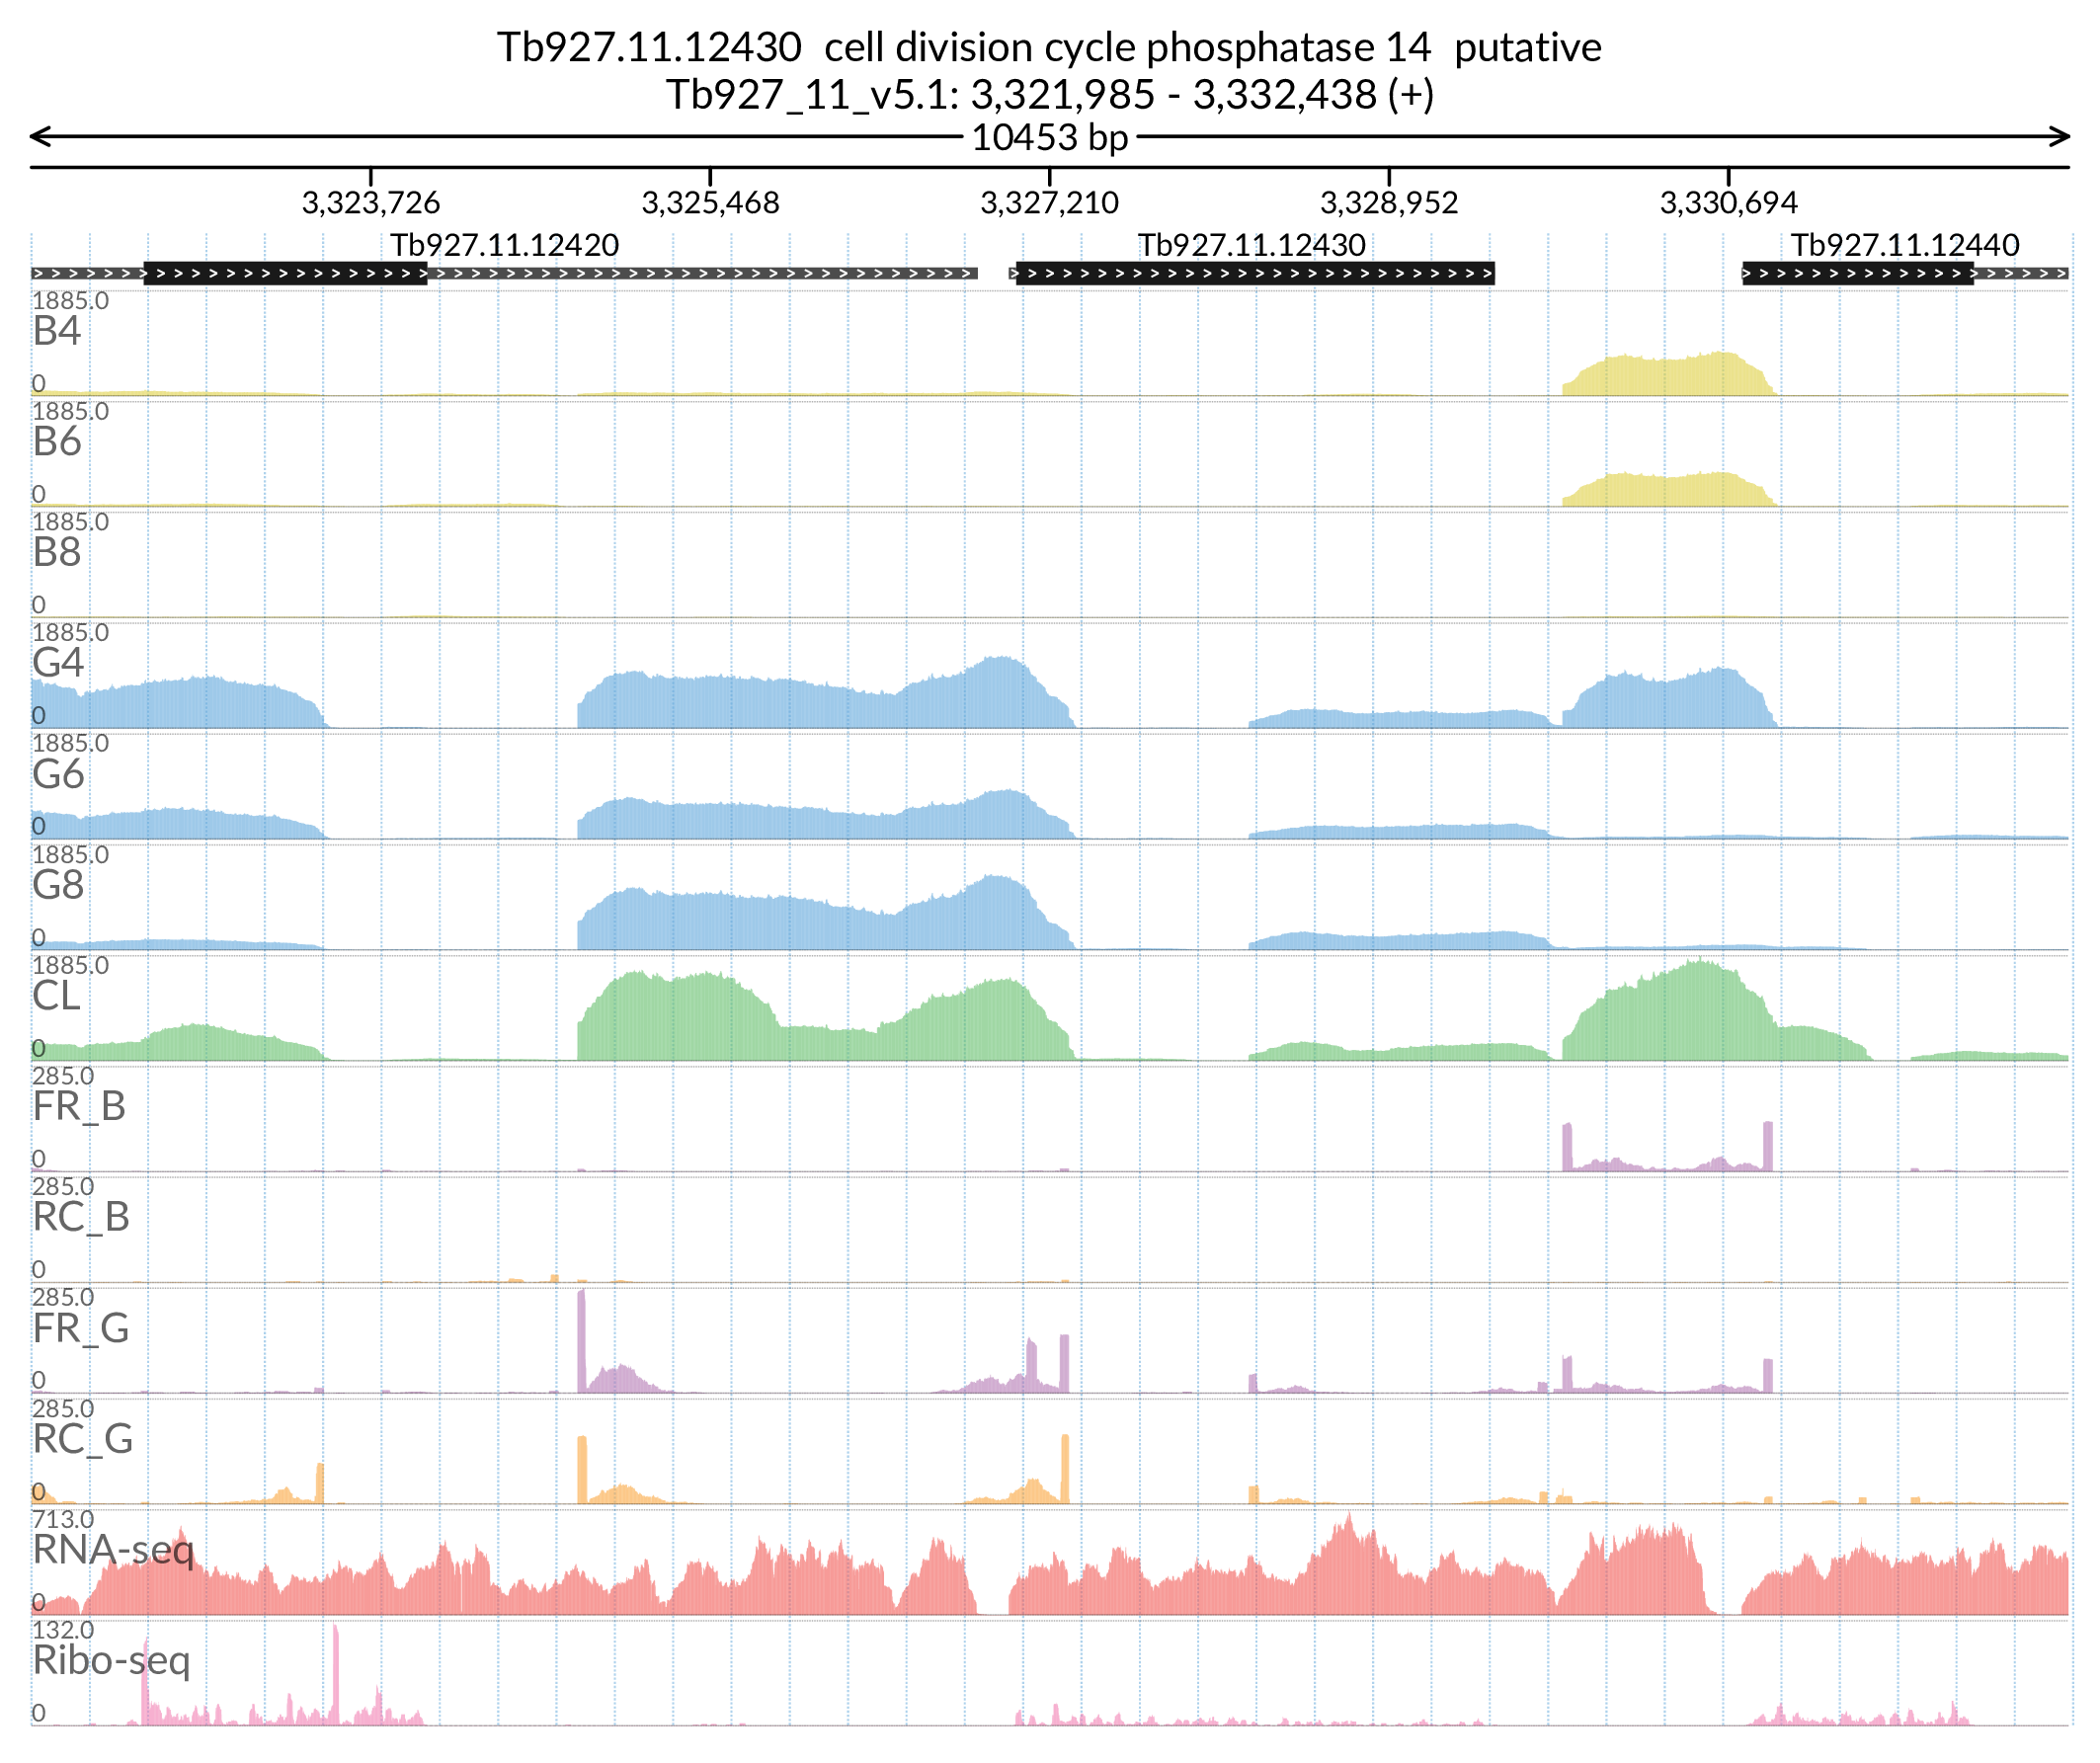 Tb927.11.12430  cell division cycle phosphatase 14  putative
Tb927_11_v5.1: 3,321,985 - 3,332,438 (+)
10453 bp
3,323,726 3,325,468 3,327,210 3,328,952 3,330,694
Tb927.11.12420 Tb927.11.12430 Tb927.11.12440
1885.0
B4
0
1885.0
B6
0
1885.0
B8
0
1885.0
G4
0
1885.0
G6
0
1885.0
G8
0
1885.0
CL
0
285.0
FR_B
0
285.0
RC_B
0
285.0
FR_G
0
285.0
RC_G
0
713.0
RNA-seq
0
132.0
Ribo-seq
0